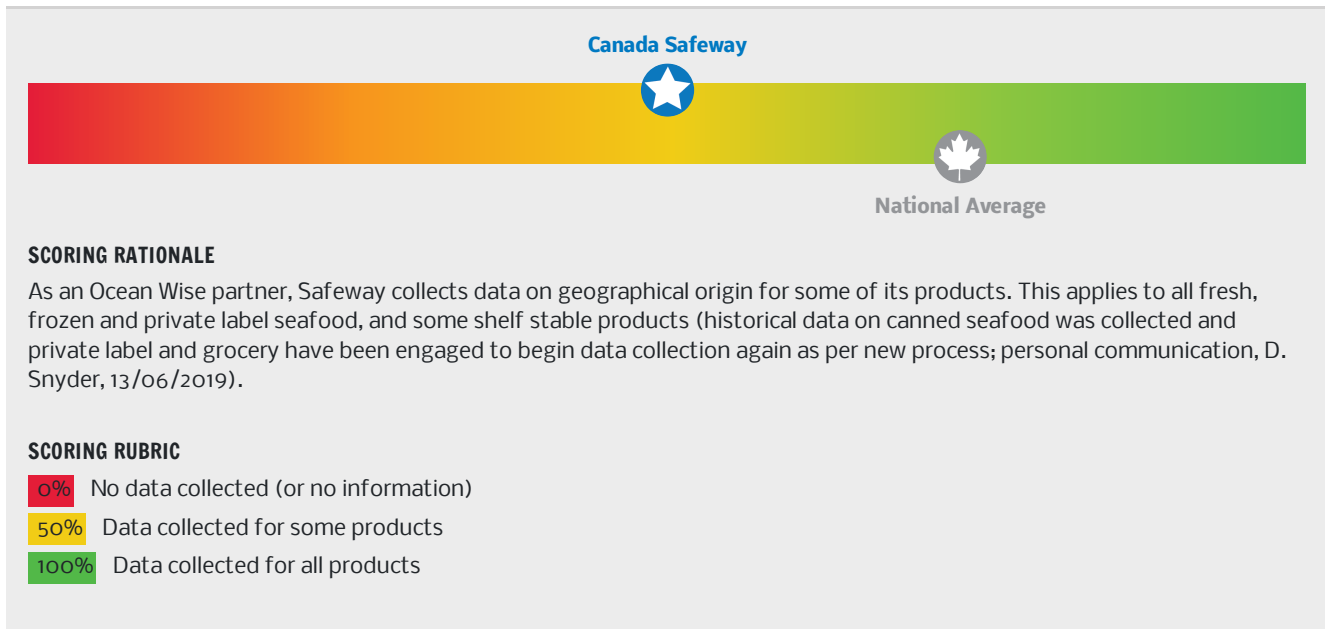 Canada Safeway
National Average
SCORING RATIONALE
As an Ocean Wise partner, Safeway collects data on geographical origin for some of its products. This applies to all fresh,
frozen and private label seafood, and some shelf stable products (historical data on canned seafood was collected and
private label and grocery have been engaged to begin data collection again as per new process; personal communication, D.
Snyder, 13/06/2019).
SCORING RUBRIC
0% No data collected (or no information)
50% Data collected for some products
100% Data collected for all products